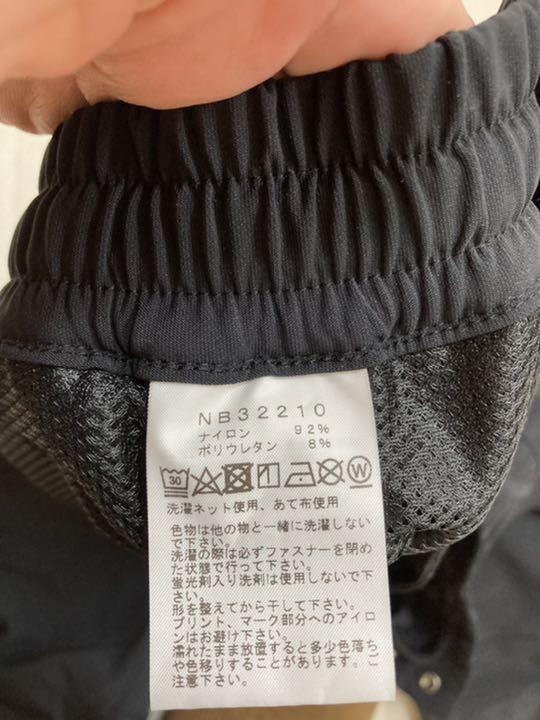 NB32210
ナイロン 92%
ポリウレタン 8%
30 W
洗濯ネット使用、あて布使用
色物は他の物と一緒に洗濯しない
で下さい。
洗濯の際は必ずファスナーを閉め
た状態で行って下さい。
蛍光剤入り洗剤は使用しないで下
さい。
形を整えてから干して下さい。
プリント、マーク部分へのアイロ
ンはお避け下さい。
濡れたまま放置すると多少色落ち
や色移りすることがあります。ご
注意下さい。